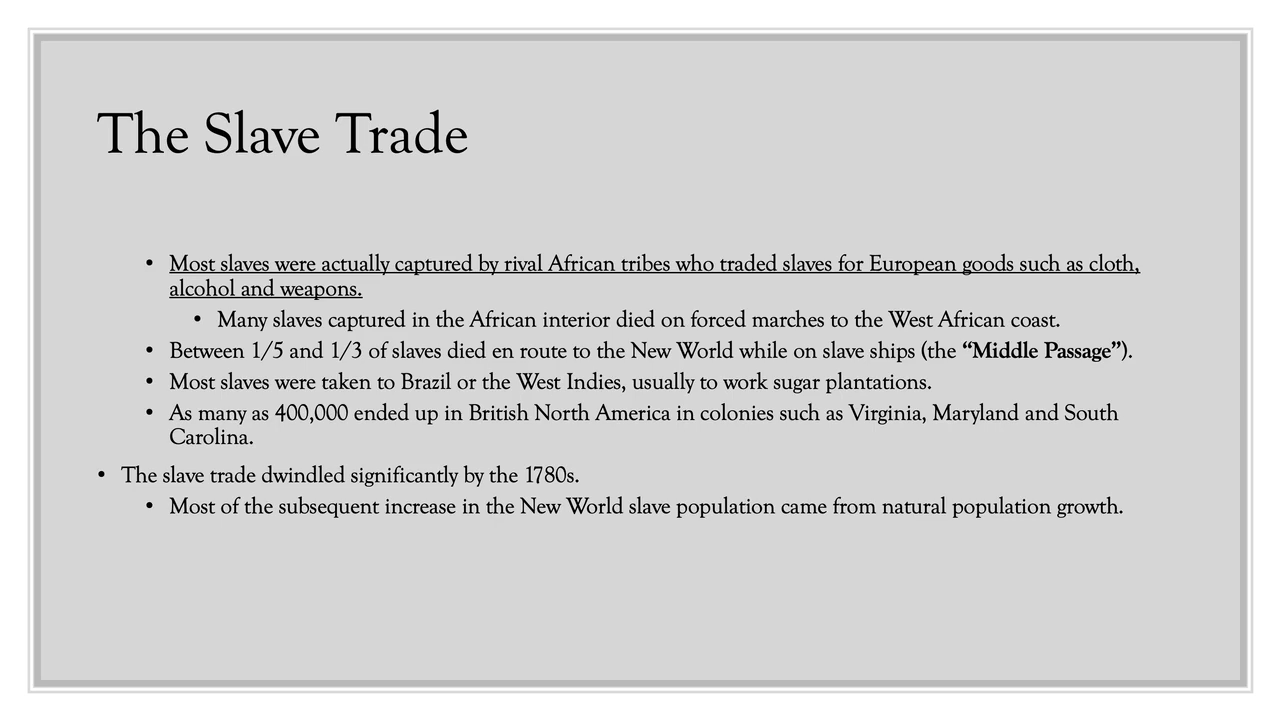 The Slave Trade
• Most slaves were actually captured by rival African tribes who traded slaves for European goods such as cloth,
alcohol and weapons.
• Many slaves captured in the African interior died on forced marches to the West African coast.
• Between 1/5 and 1/3 of slaves died en route to the New World while on slave ships (the “Middle Passage”).
• Most slaves were taken to Brazil or the West Indies, usually to work sugar plantations.
• As many as 400,000 ended up in British North America in colonies such as Virginia, Maryland and South
Carolina.
• The slave trade dwindled significantly by the 1780s.
• Most of the subsequent increase in the New World slave population came from natural population growth.